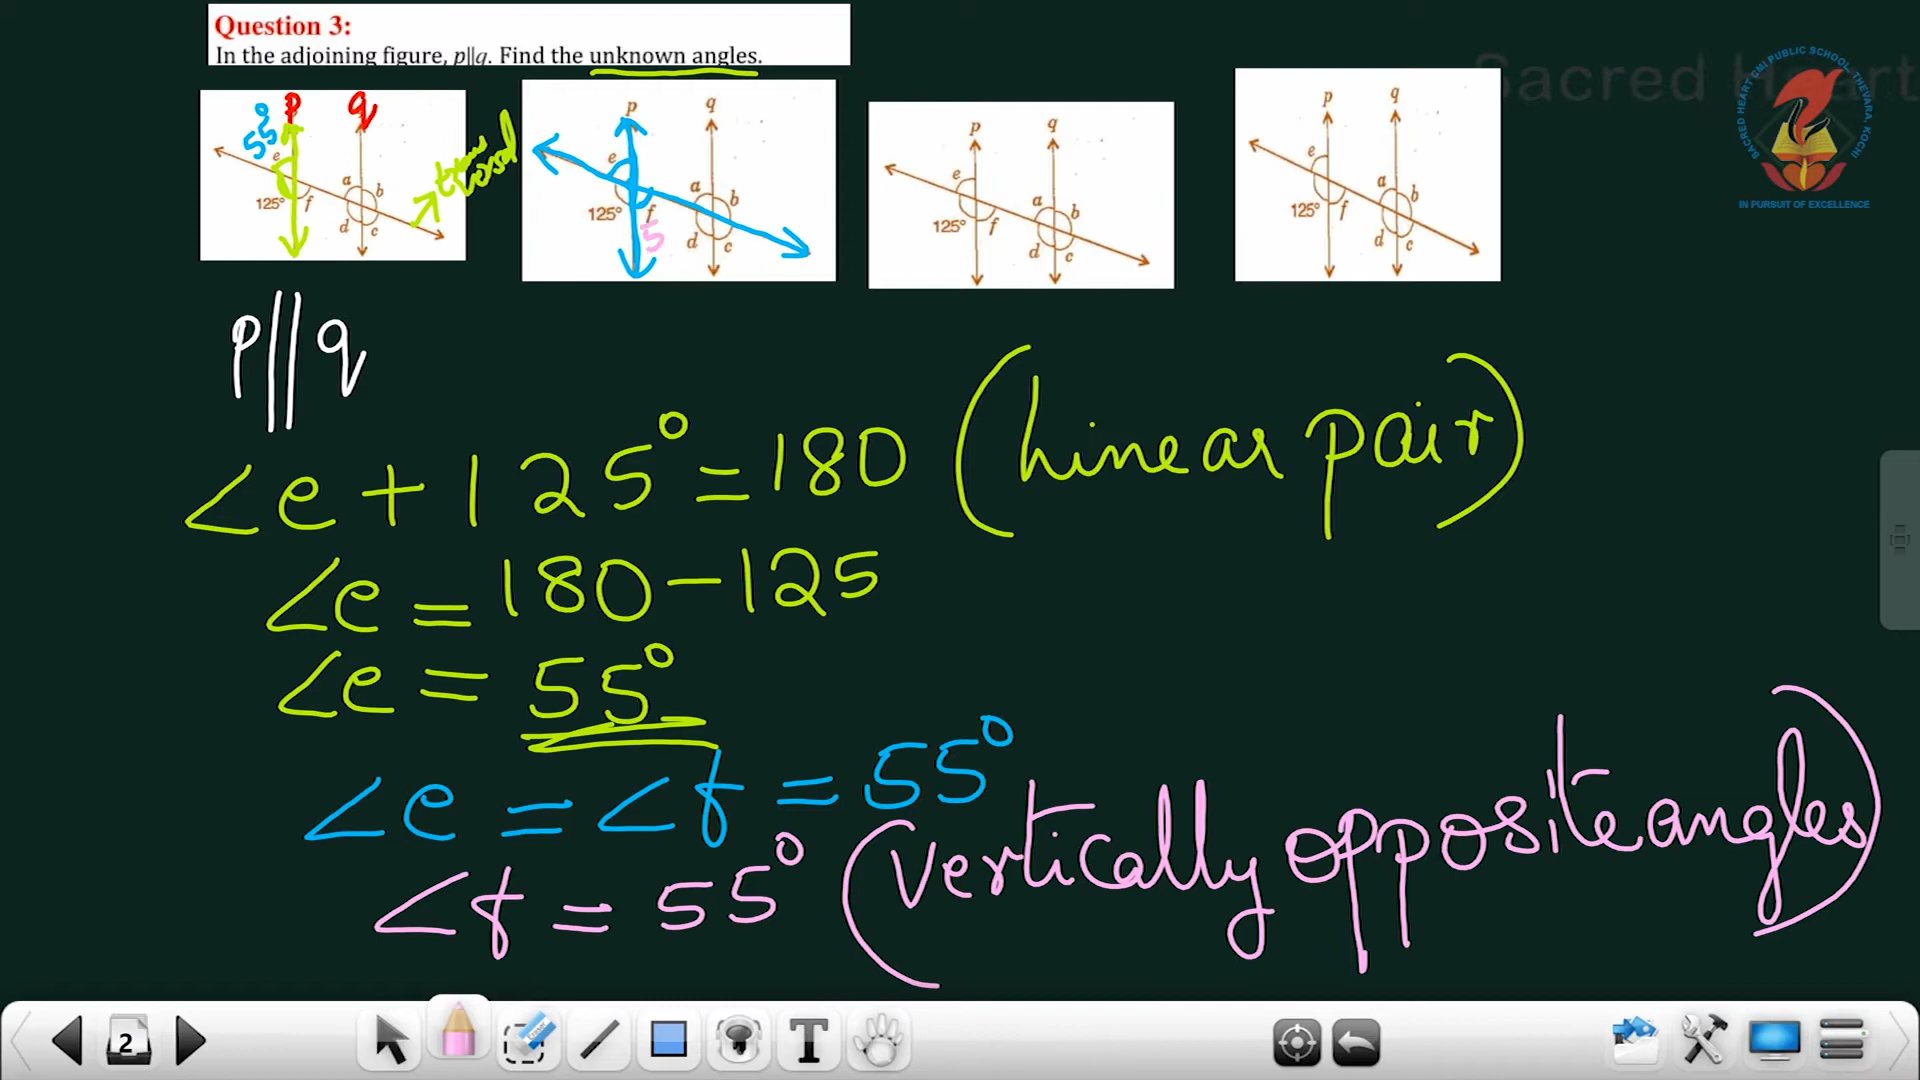 Question 3:
In the adjoining figure, p||q. Find the unknown angles.
Sacred Heart
SACRED HEART CMI PUBLIC SCHOOL, THEVARA, KOCHI
IN PURSUIT OF EXCELLENCE
55° p q
e a b
125° f d c
transversal
p q
e a b
125° f d c
5
p q
e a b
125° f d c
p q
e a b
125° f d c
p||q
∠e + 125° = 180 (Linear pair)
∠e = 180 - 125
∠e = 55°
∠e = ∠f = 55°
∠f = 55° (Vertically opposite angles)
2
T